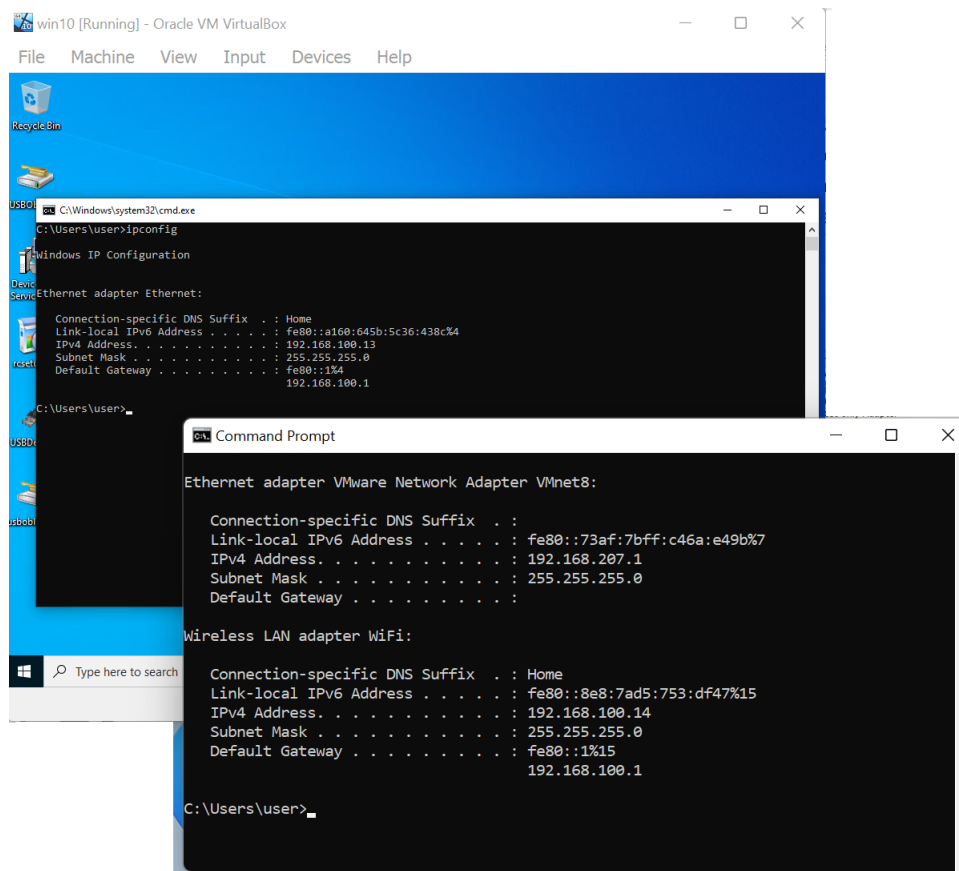 win10 [Running] - Oracle VM VirtualBox
File Machine View Input Devices Help
Recycle Bin
C:\Windows\system32\cmd.exe
C:\Users\user>ipconfig
Windows IP Configuration
Ethernet adapter Ethernet:
Connection-specific DNS Suffix . : Home
Link-local IPv6 Address . . . . . : fe80::a160:645b:5c36:438c%4
IPv4 Address. . . . . . . . . . . : 192.168.100.13
Subnet Mask . . . . . . . . . . . : 255.255.255.0
Default Gateway . . . . . . . . . : fe80::1%4
192.168.100.1
C:\Users\user>
Command Prompt
Ethernet adapter VMware Network Adapter VMnet8:
Connection-specific DNS Suffix . :
Link-local IPv6 Address . . . . . : fe80::73af:7bff:c46a:e49b%7
IPv4 Address. . . . . . . . . . . : 192.168.207.1
Subnet Mask . . . . . . . . . . . : 255.255.255.0
Default Gateway . . . . . . . . . :
Wireless LAN adapter WiFi:
Connection-specific DNS Suffix . : Home
Link-local IPv6 Address . . . . . : fe80::8e8:7ad5:753:df47%15
IPv4 Address. . . . . . . . . . . : 192.168.100.14
Subnet Mask . . . . . . . . . . . : 255.255.255.0
Default Gateway . . . . . . . . . : fe80::1%15
192.168.100.1
C:\Users\user>
Type here to search